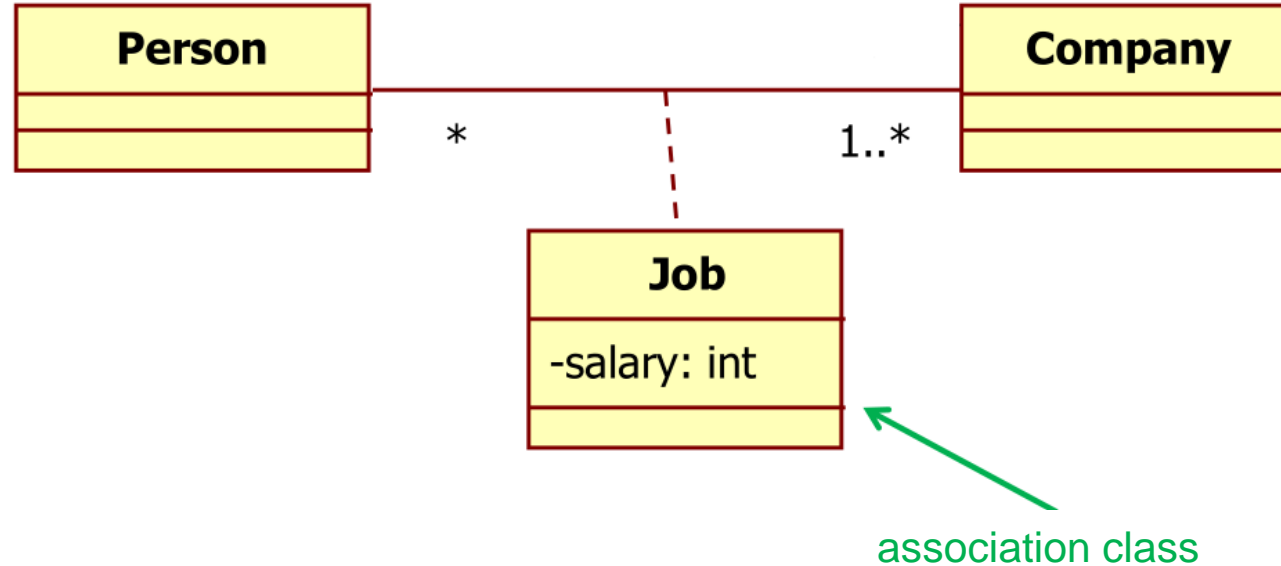 Person
Company
*
1..*
Job
-salary: int
association class